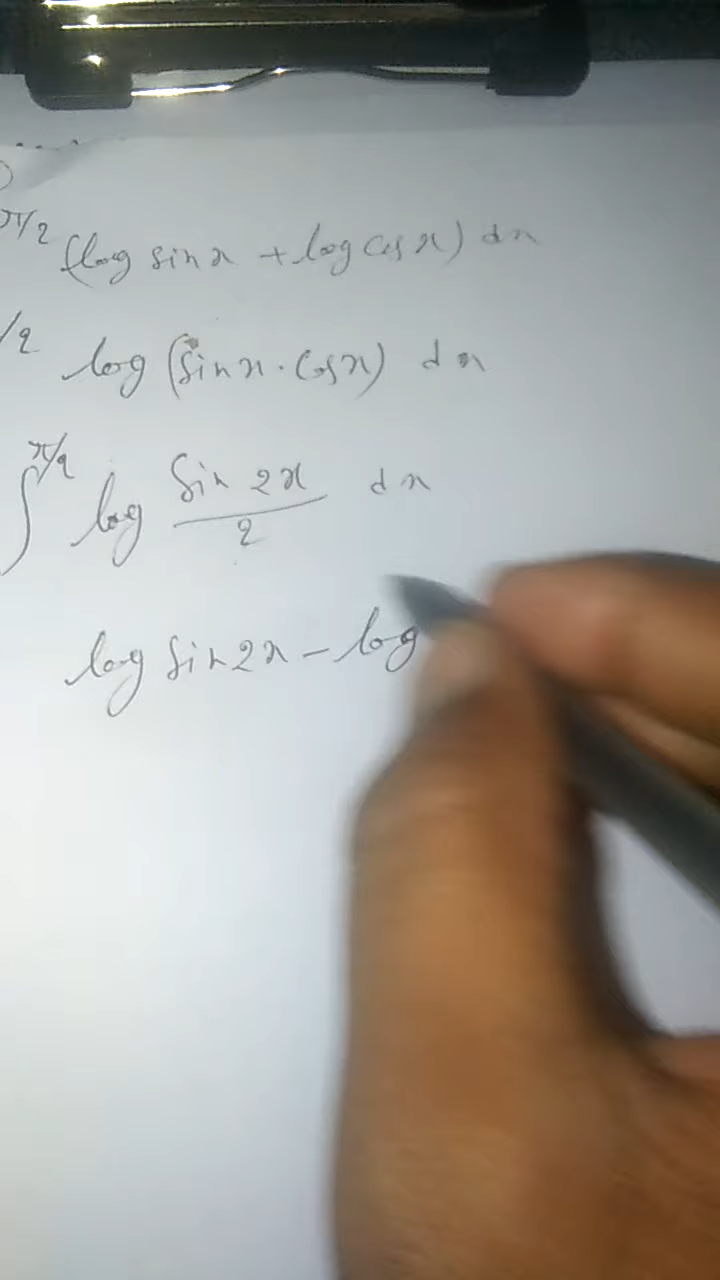 π/2 (log sin x + log cos x) dx
/2 log (sin x · cos x) dx
∫ π/2 log sin 2x / 2 dx
log sin 2x - log